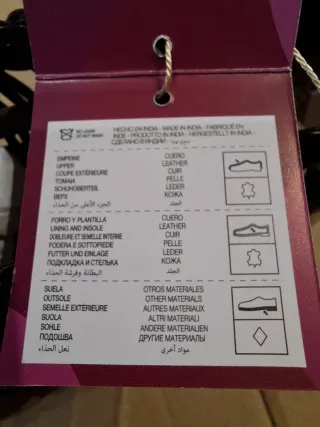 NO LAVAR
DO NOT WASH
HECHO EN INDIA - MADE IN INDIA - FABRIQUÉ EN
INDE - PRODOTTO IN INDIA - HERGESTELLT IN INDIA -
СДЕЛАНО В ИНДИИ -
EMPEINE CUERO
UPPER LEATHER
COUPE EXTÉRIEURE CUIR
TOMAIA PELLE
SCHUHOBERTEIL LEDER
ВЕРХ КОЖА
الجزء الأعلى من الحذاء الجلد
FORRO Y PLANTILLA CUERO
LINING AND INSOLE LEATHER
DOUBLEURE ET SEMELLE INTERNE CUIR
FODERA E SOTTOPIEDE PELLE
FUTTER UND EINLAGE LEDER
ПОДКЛАДКА И СТЕЛЬКА КОЖА
البطانة وفرشة الحذاء الجلد
SUELA OTROS MATERIALES
OUTSOLE OTHER MATERIALS
SEMELLE EXTÉRIEURE AUTRES MATÉRIAUX
SUOLA ALTRI MATERIALI
SOHLE ANDERE MATERIALIEN
ПОДОШВА ДРУГИЕ МАТЕРИАЛЫ
نعل الحذاء مواد أخرى